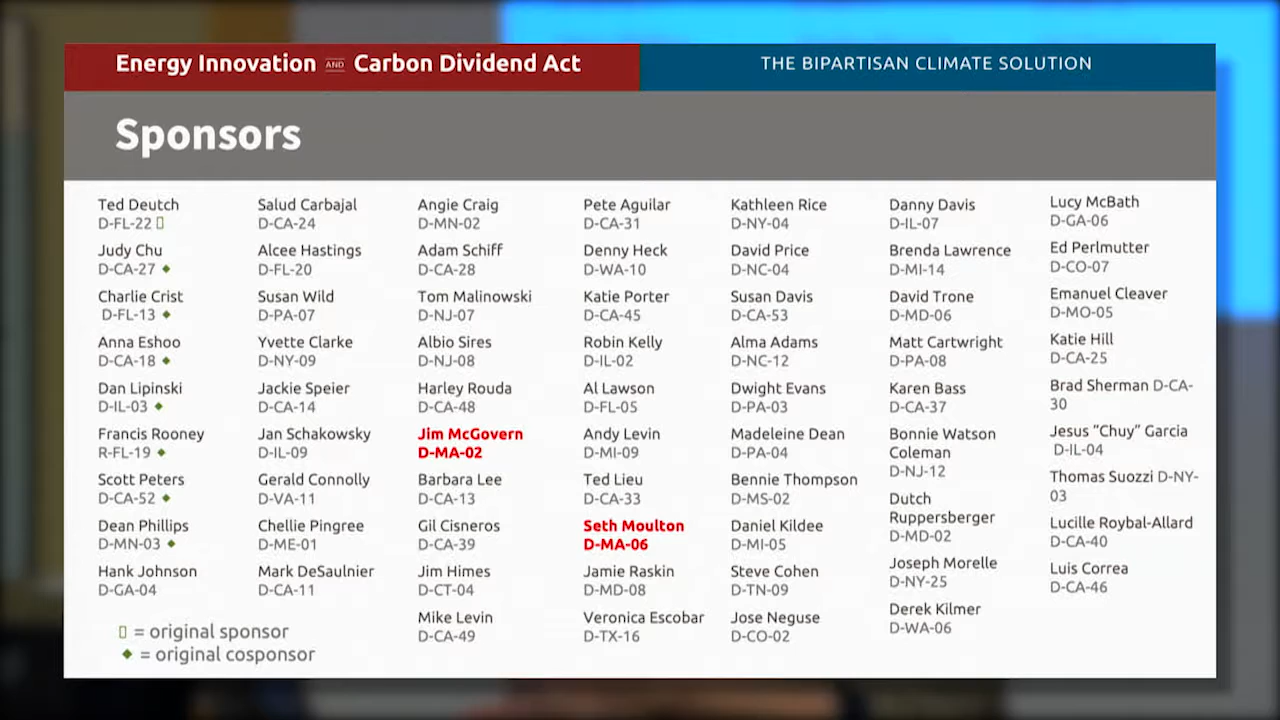 Energy Innovation AND Carbon Dividend Act
THE BIPARTISAN CLIMATE SOLUTION
Sponsors
Ted Deutch
D-FL-22 ▯
Judy Chu
D-CA-27 ◆
Charlie Crist
D-FL-13 ◆
Anna Eshoo
D-CA-18 ◆
Dan Lipinski
D-IL-03 ◆
Francis Rooney
R-FL-19 ◆
Scott Peters
D-CA-52 ◆
Dean Phillips
D-MN-03 ◆
Hank Johnson
D-GA-04
▯ = original sponsor
◆ = original cosponsor
Salud Carbajal
D-CA-24
Alcee Hastings
D-FL-20
Susan Wild
D-PA-07
Yvette Clarke
D-NY-09
Jackie Speier
D-CA-14
Jan Schakowsky
D-IL-09
Gerald Connolly
D-VA-11
Chellie Pingree
D-ME-01
Mark DeSaulnier
D-CA-11
Angie Craig
D-MN-02
Adam Schiff
D-CA-28
Tom Malinowski
D-NJ-07
Albio Sires
D-NJ-08
Harley Rouda
D-CA-48
Jim McGovern
D-MA-02
Barbara Lee
D-CA-13
Gil Cisneros
D-CA-39
Jim Himes
D-CT-04
Mike Levin
D-CA-49
Pete Aguilar
D-CA-31
Denny Heck
D-WA-10
Katie Porter
D-CA-45
Robin Kelly
D-IL-02
Al Lawson
D-FL-05
Andy Levin
D-MI-09
Ted Lieu
D-CA-33
Seth Moulton
D-MA-06
Jamie Raskin
D-MD-08
Veronica Escobar
D-TX-16
Kathleen Rice
D-NY-04
David Price
D-NC-04
Susan Davis
D-CA-53
Alma Adams
D-NC-12
Dwight Evans
D-PA-03
Madeleine Dean
D-PA-04
Bennie Thompson
D-MS-02
Daniel Kildee
D-MI-05
Steve Cohen
D-TN-09
Jose Neguse
D-CO-02
Danny Davis
D-IL-07
Brenda Lawrence
D-MI-14
David Trone
D-MD-06
Matt Cartwright
D-PA-08
Karen Bass
D-CA-37
Bonnie Watson
Coleman
D-NJ-12
Dutch
Ruppersberger
D-MD-02
Joseph Morelle
D-NY-25
Derek Kilmer
D-WA-06
Lucy McBath
D-GA-06
Ed Perlmutter
D-CO-07
Emanuel Cleaver
D-MO-05
Katie Hill
D-CA-25
Brad Sherman D-CA-
30
Jesus “Chuy” Garcia
D-IL-04
Thomas Suozzi D-NY-
03
Lucille Roybal-Allard
D-CA-40
Luis Correa
D-CA-46